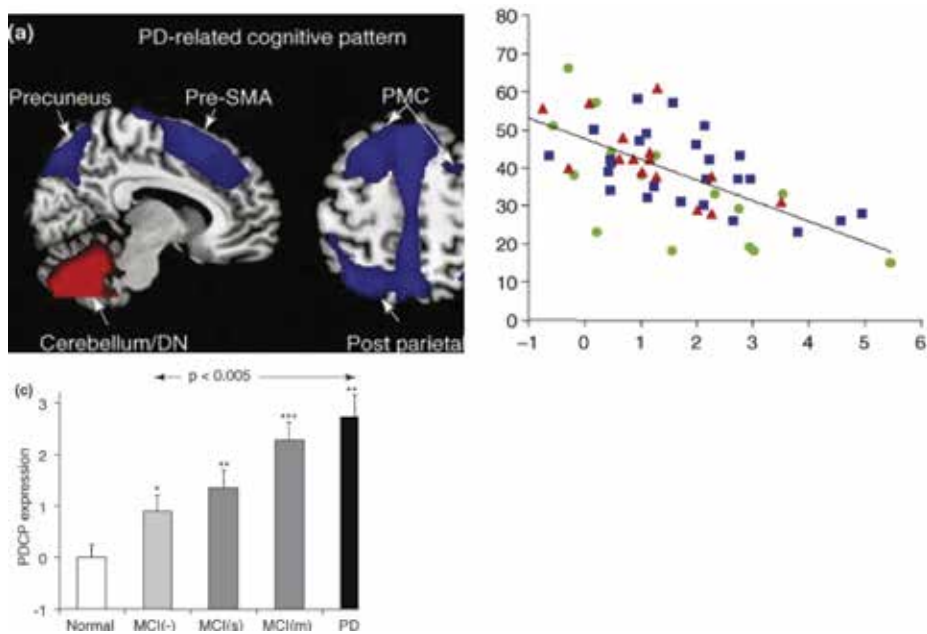 (a) PD-related cognitive pattern
Precuneus Pre-SMA PMC
Cerebellum/DN Post parietal
80
70
60
50
40
30
20
10
0
–1 0 1 2 3 4 5 6
(c) p < 0.005
PDCP expression
3
2
1
0
-1
* ** *** **
Normal MCI(-) MCI(s) MCI(m) PD